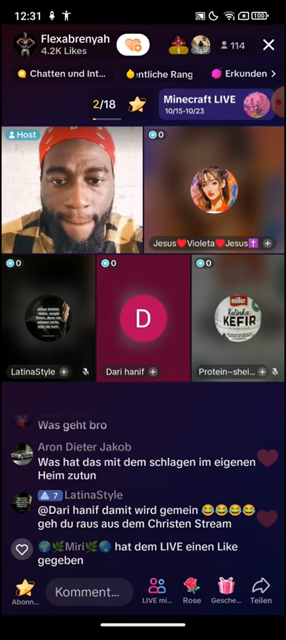 12:31
Flexabrenyah
4.2K Likes
114
Chatten und Int...
entliche Rang
Erkunden >
2/18
Minecraft LIVE
10/15-10/23
Host
0
Jesus❤️Violeta❤️Jesus✝️ +
0
0
0
D
müller
Kalinka
KEFIR
LatinaStyle +
Dari hanif +
Protein~shei... +
Was geht bro
Aron Dieter Jakob
Was hat das mit dem schlagen im eigenen
Heim zutun
7 LatinaStyle
@Dari hanif damit wird gemein 😂😂😂😂
geh du raus aus dem Christen Stream
🌍🌿Miri🌿🌏 hat dem LIVE einen Like
gegeben
Abonn...
Komment...
LIVE mi...
Rose
Gesche...
Teilen